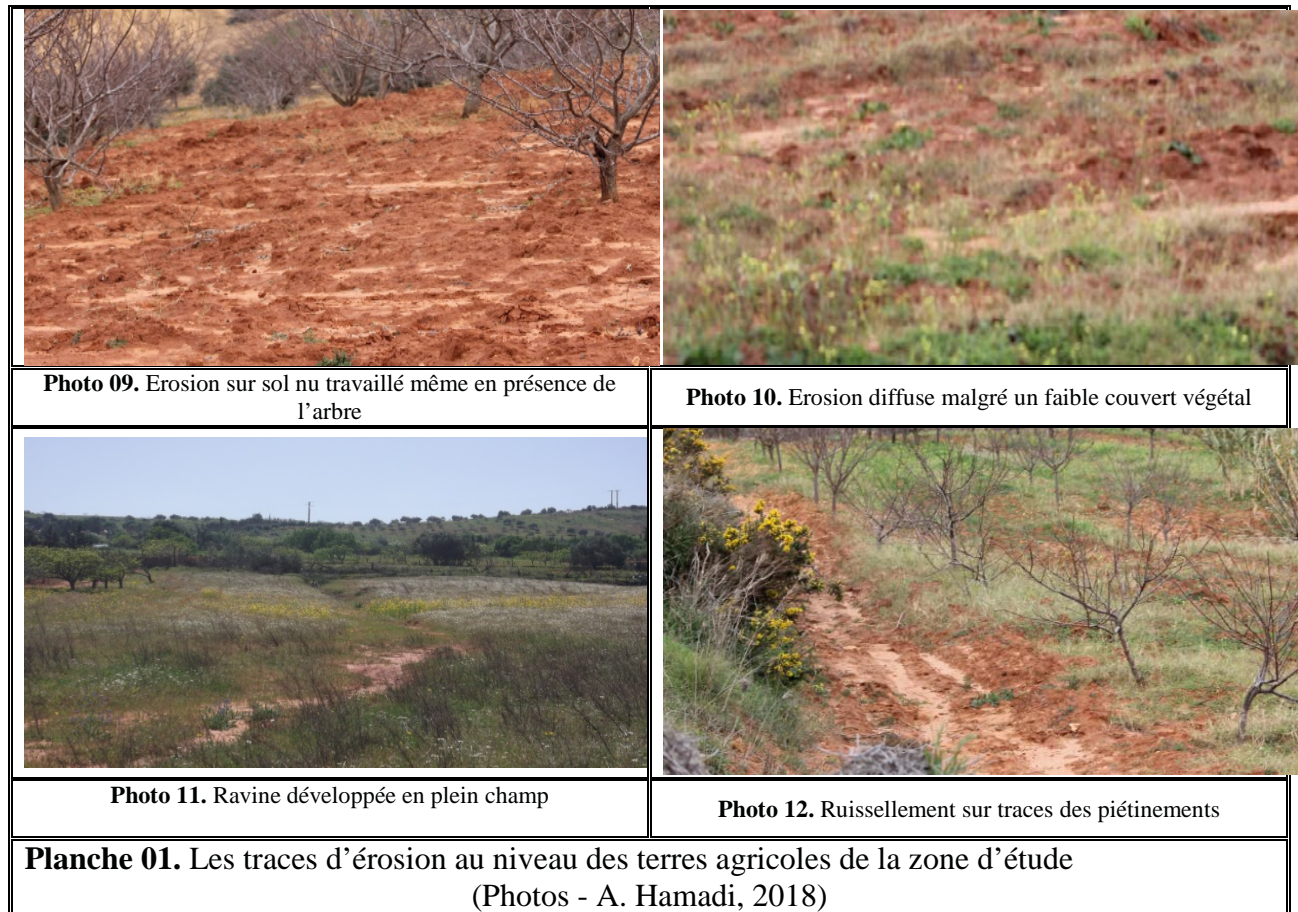 Photo 09. Erosion sur sol nu travaillé même en présence de
l’arbre
Photo 10. Erosion diffuse malgré un faible couvert végétal
Photo 11. Ravine développée en plein champ
Photo 12. Ruissellement sur traces des piétinements
Planche 01. Les traces d’érosion au niveau des terres agricoles de la zone d’étude
(Photos - A. Hamadi, 2018)